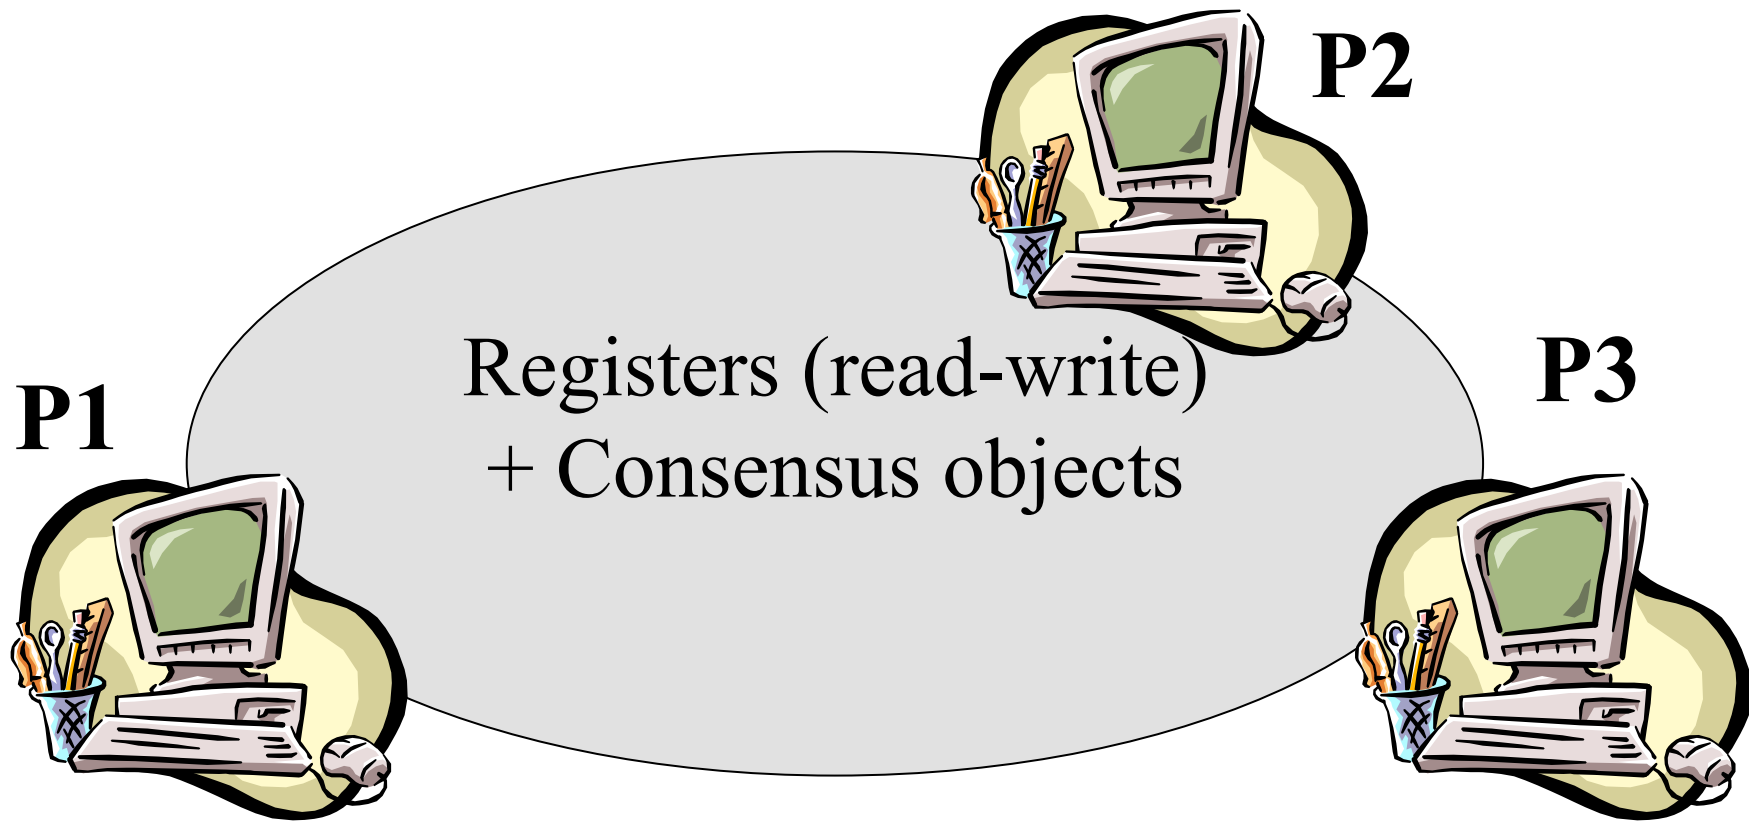 P2
Registers (read-write)
+ Consensus objects
P1
P3